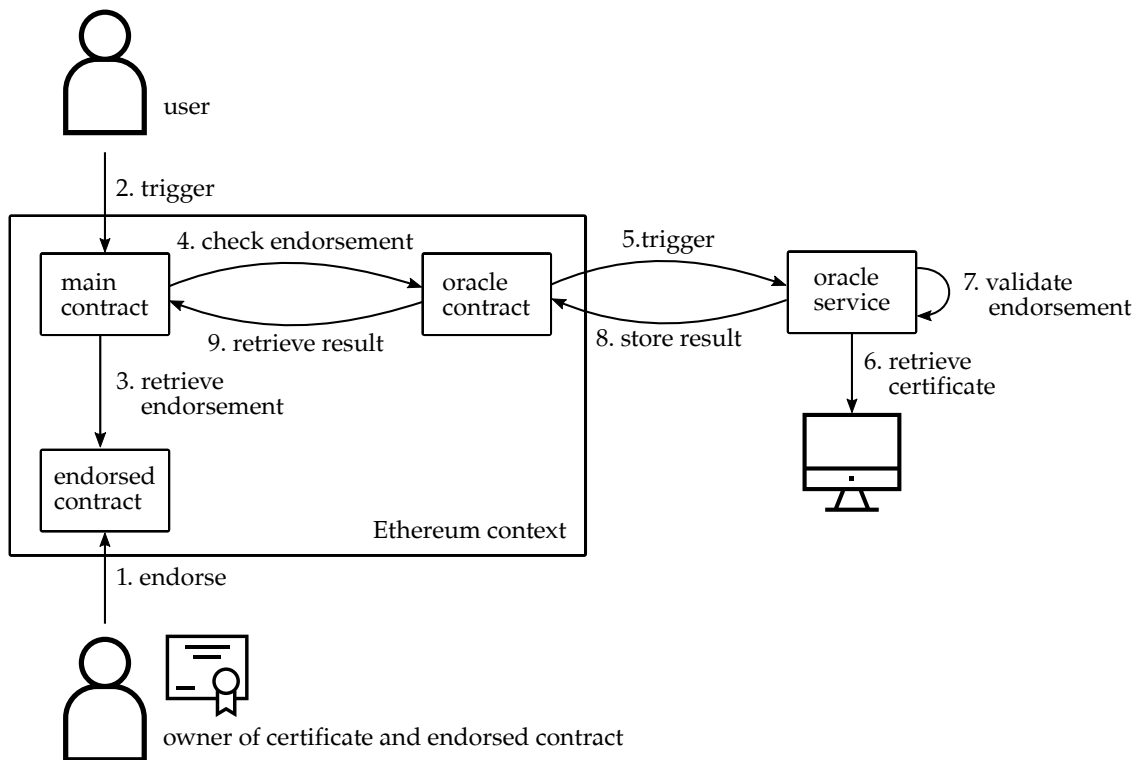 user
2. trigger
4. check endorsement
5.trigger
main
contract
oracle
contract
oracle
service
7. validate
endorsement
9. retrieve result
8. store result
3. retrieve
endorsement
6. retrieve
certificate
endorsed
contract
Ethereum context
1. endorse
owner of certificate and endorsed contract